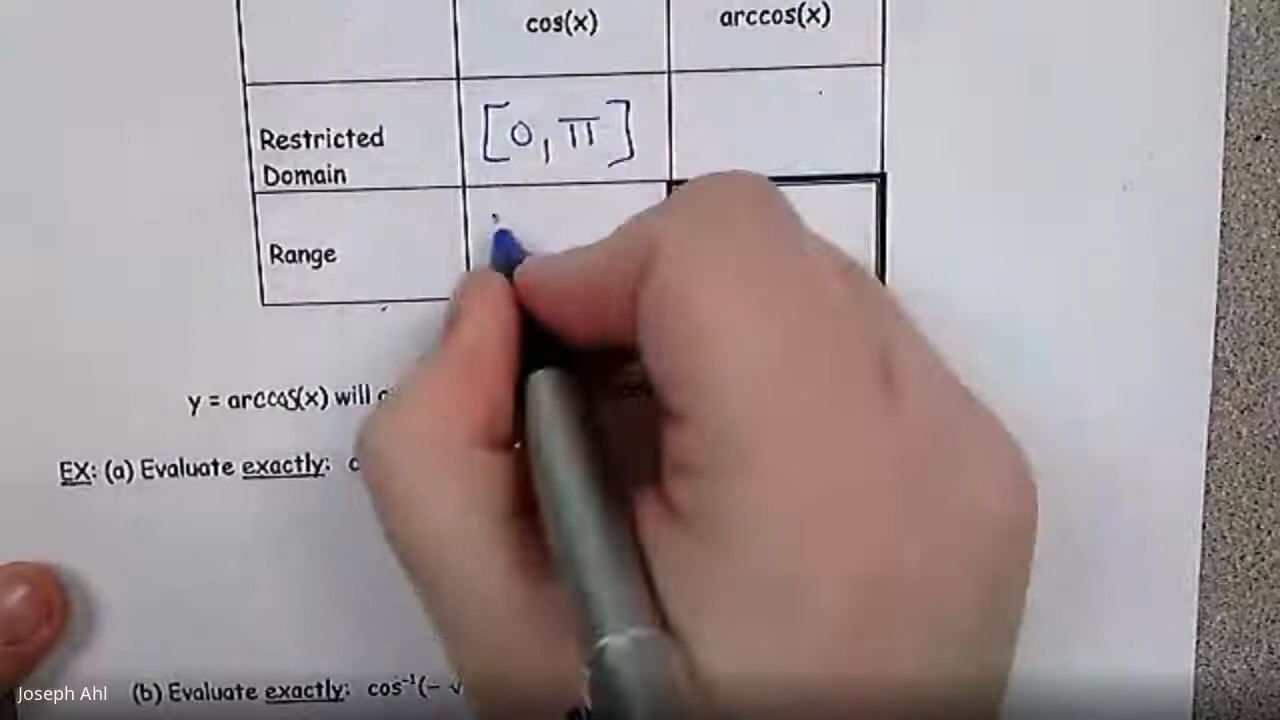 cos(x) arccos(x)
Restricted Domain [0, π]
Range
y = arccos(x) will
EX: (a) Evaluate exactly:
(b) Evaluate exactly: cos⁻¹(- √
Joseph Ahl